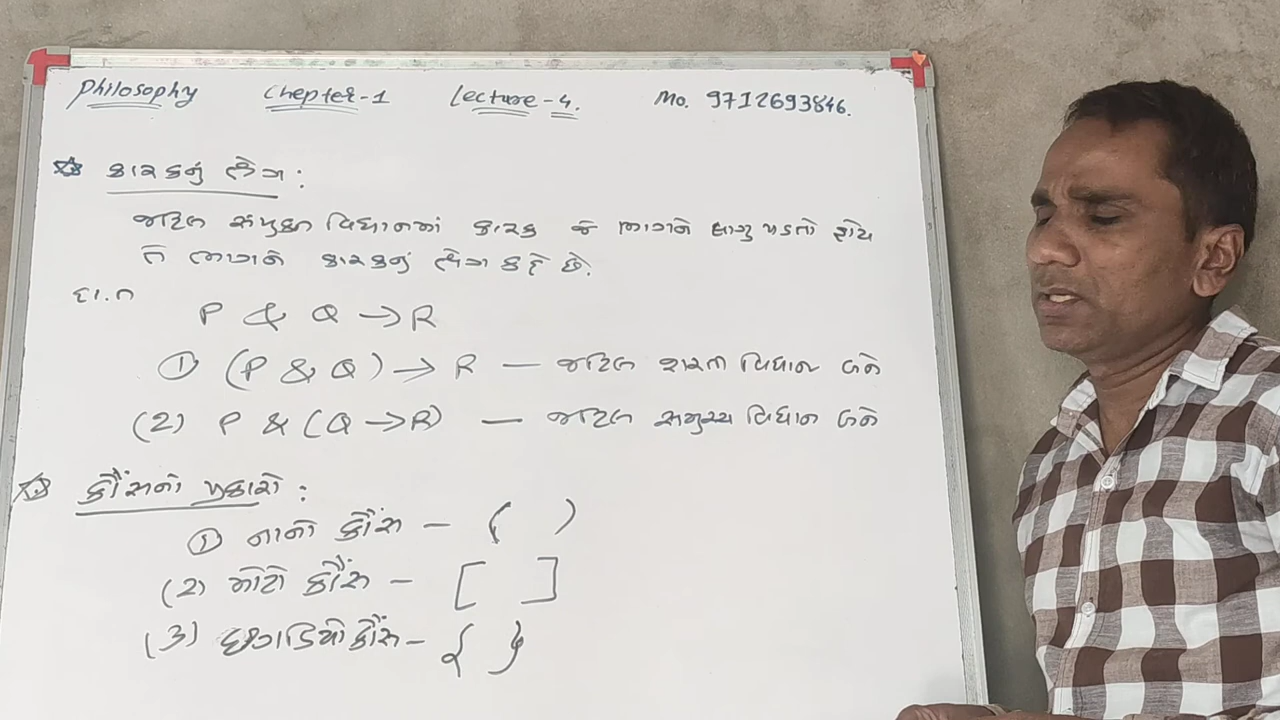 Philosophy Chepter-1 Lecture-4. Mo. 9712693846.
☆ કારકનું ક્ષેત્ર :
જટિલ સંયુક્ત વિધાનમાં કારક જે ભાગને લાગુ પડતો હોય
તે ભાગને કારકનું ક્ષેત્ર કહે છે.
દા.ત
P & Q → R
① (P & Q) → R — જટિલ શરતી વિધાન બને
(2) P & (Q → R) — જટિલ સમુચ્ચય વિધાન બને
☆ કૌંસનો પ્રકારો :
① નાનો કૌંસ – ( )
(2) મોટો કૌંસ – [ ]
(3) છગડિયો કૌંસ – { }